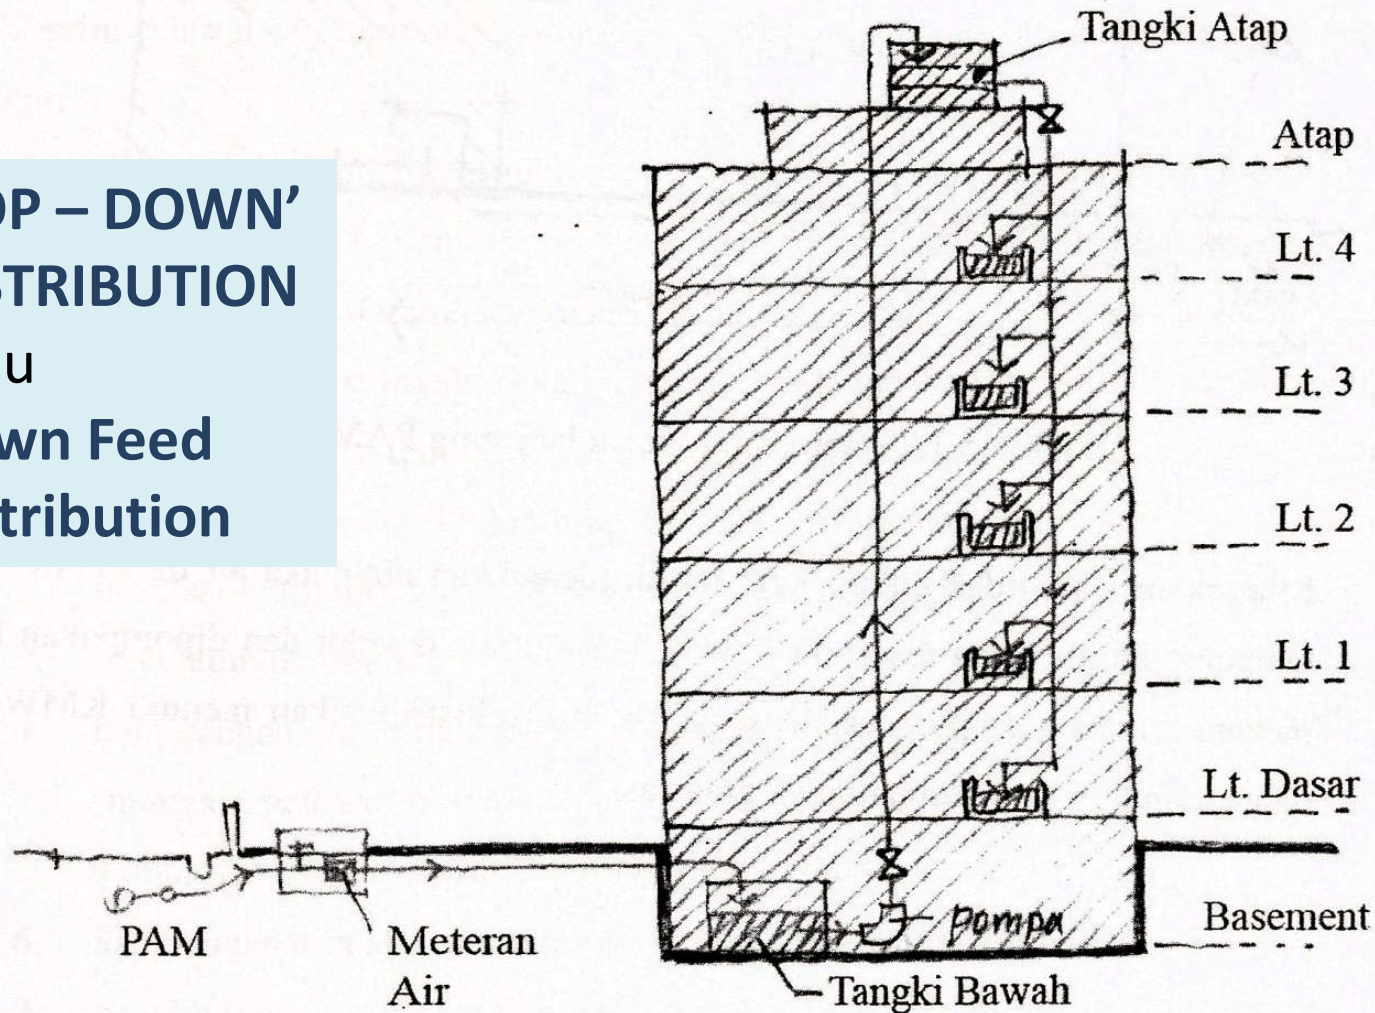 Tangki Atap
Atap
OP – DOWN’
STRIBUTION
u
wn Feed
tribution
Lt. 4
Lt. 3
Lt. 2
Lt. 1
Lt. Dasar
Basement
PAM
Meteran
Air
Pompa
Tangki Bawah